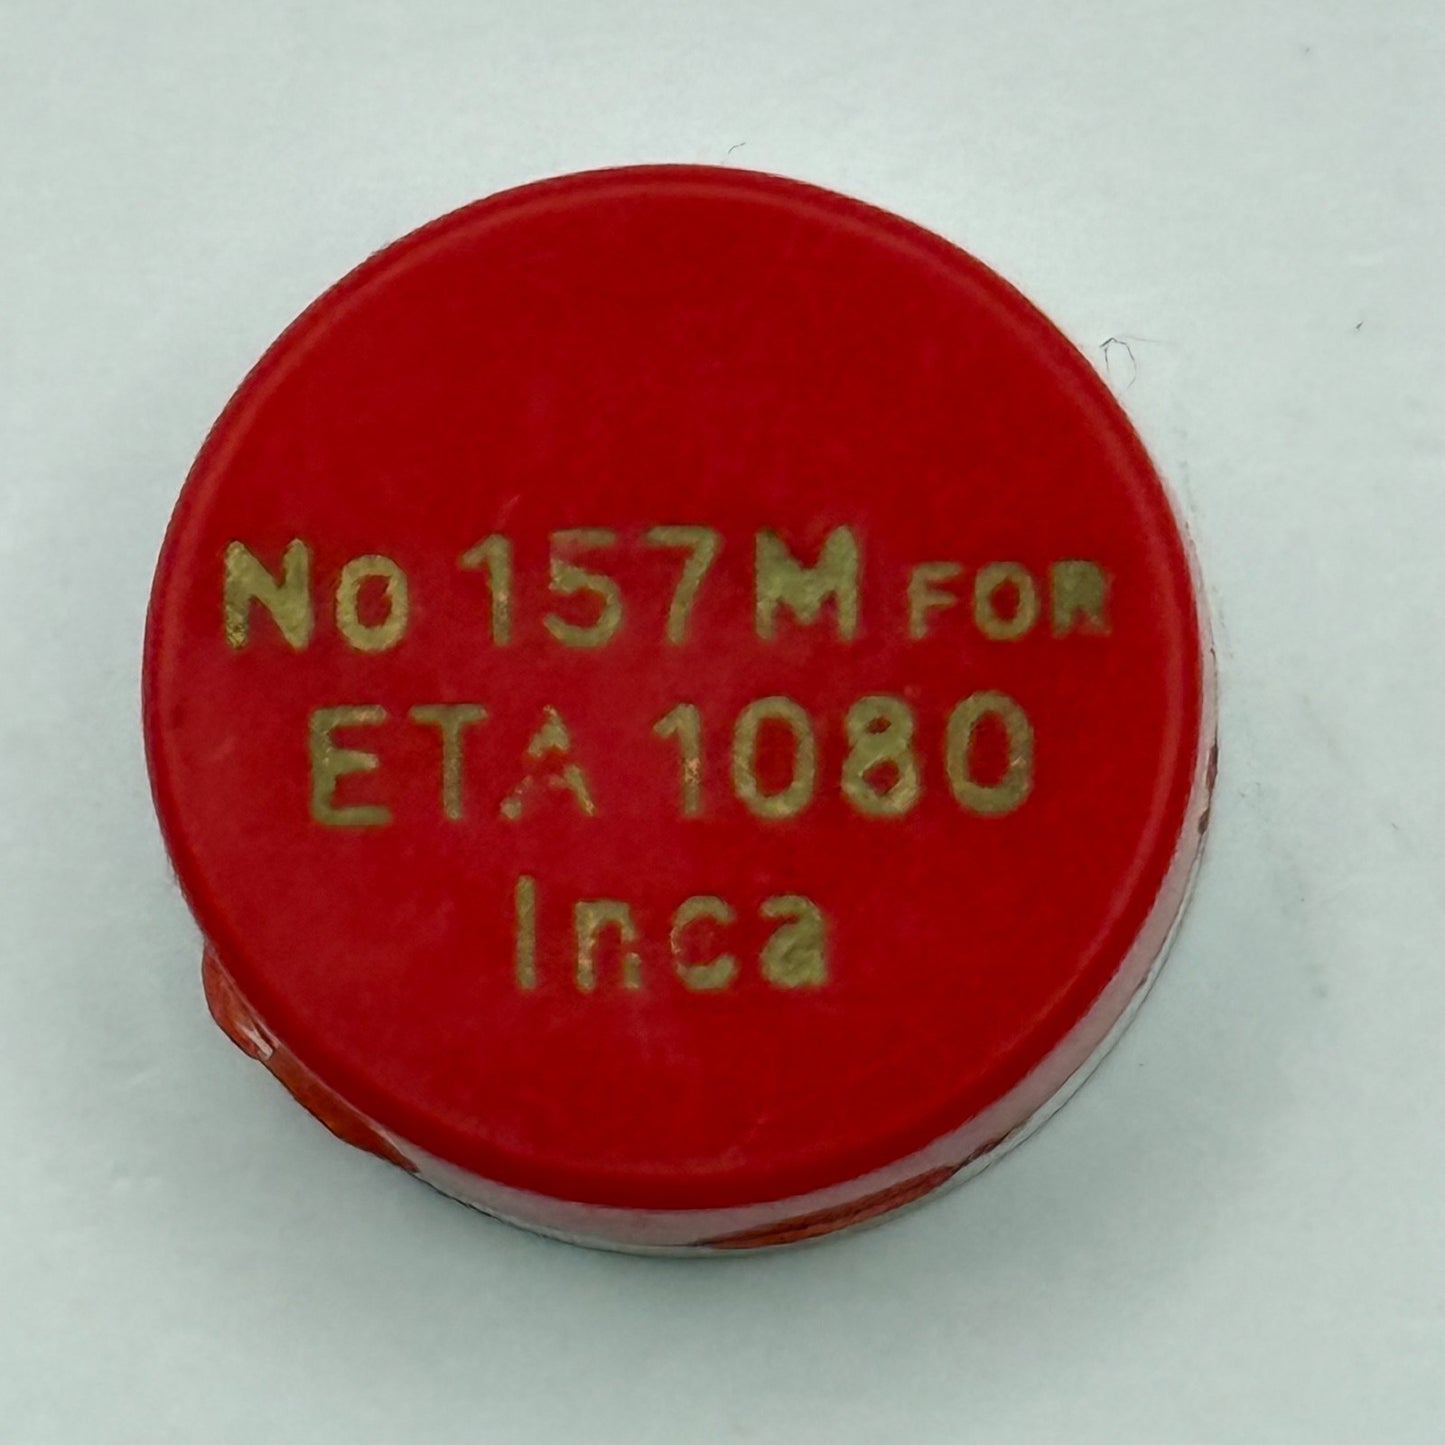 No 157M FOR
ETA 1080
Inca